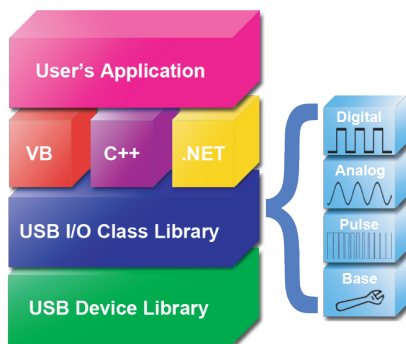 User's Application
VB
C++
.NET
USB I/O Class Library
USB Device Library
Digital
Analog
Pulse
Base